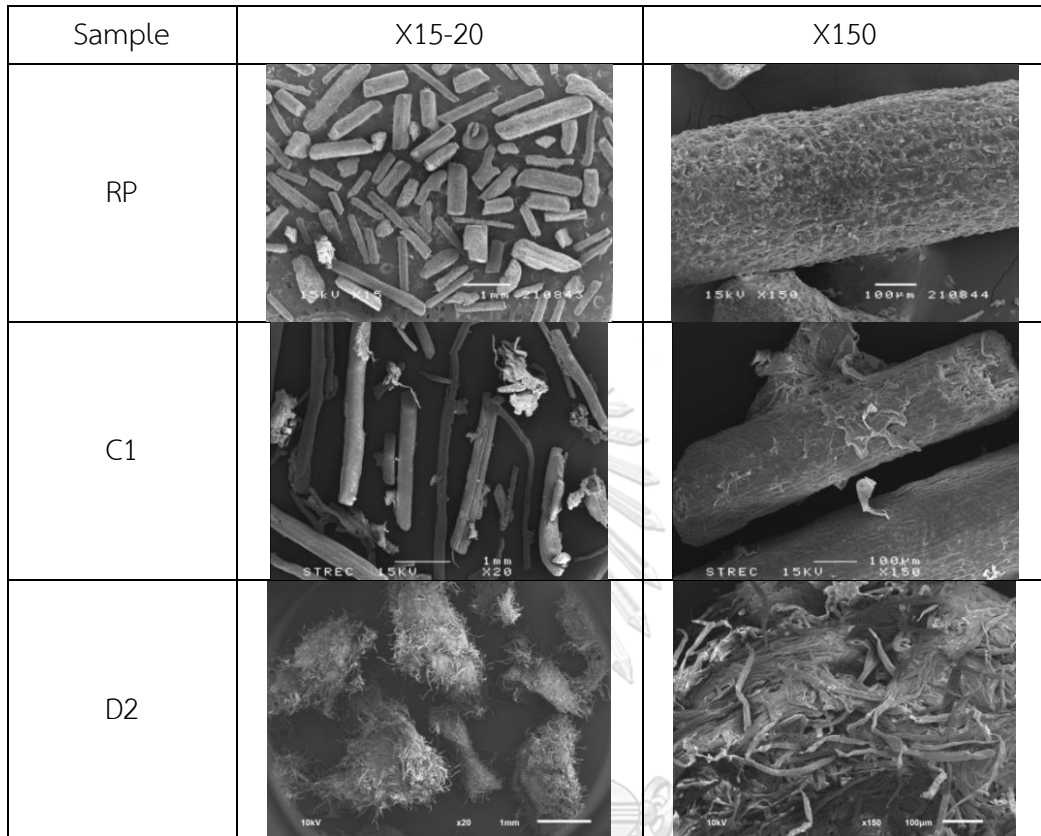 Sample X15-20 X150
RP
15kV X15 1mm 210843
15kV X150 100µm 210844
C1
1mm
STREC 15KV X20
100µm
STREC 15KV X150
D2
10kV x20 1mm
10kV x150 100µm